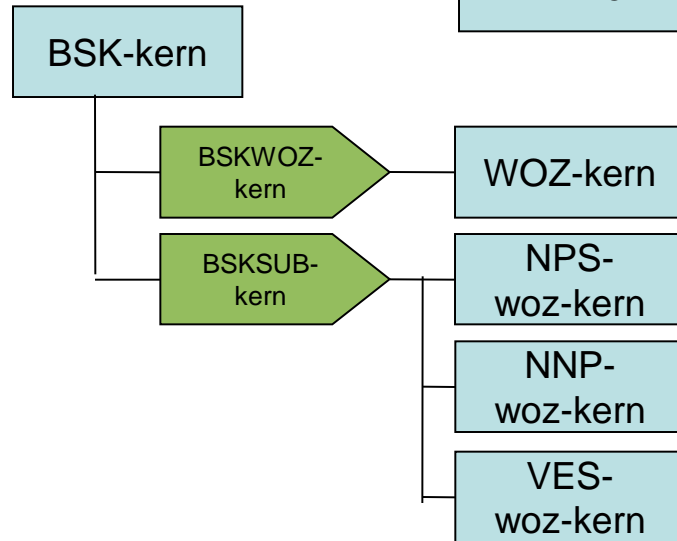 BSK-kern
BSKWOZ-
kern
WOZ-kern
BSKSUB-
kern
NPS-
woz-kern
NNP-
woz-kern
VES-
woz-kern